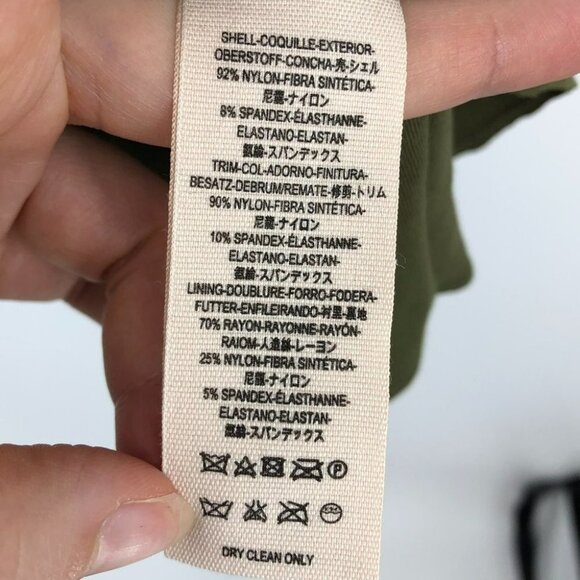 SHELL-COQUILLE-EXTERIOR-
OBERSTOFF-CONCHA-壳-シェル
92% NYLON-FIBRA SINTÉTICA-
尼龍-ナイロン
8% SPANDEX-ÉLASTHANNE-
ELASTANO-ELASTAN-
氨綸-スパンデックス
TRIM-COL-ADORNO-FINITURA-
BESATZ-DEBRUM/REMATE-修剪-トリム
90% NYLON-FIBRA SINTÉTICA-
尼龍-ナイロン
10% SPANDEX-ÉLASTHANNE-
ELASTANO-ELASTAN-
氨綸-スパンデックス
LINING-DOUBLURE-FORRO-FODERA-
FUTTER-ENFILEIRANDO-衬里-裏地
70% RAYON-RAYONNE-RAYÓN-
RAIOM-人造絲-レーヨン
25% NYLON-FIBRA SINTÉTICA-
尼龍-ナイロン
5% SPANDEX-ÉLASTHANNE-
ELASTANO-ELASTAN-
氨綸-スパンデックス
P
DRY CLEAN ONLY